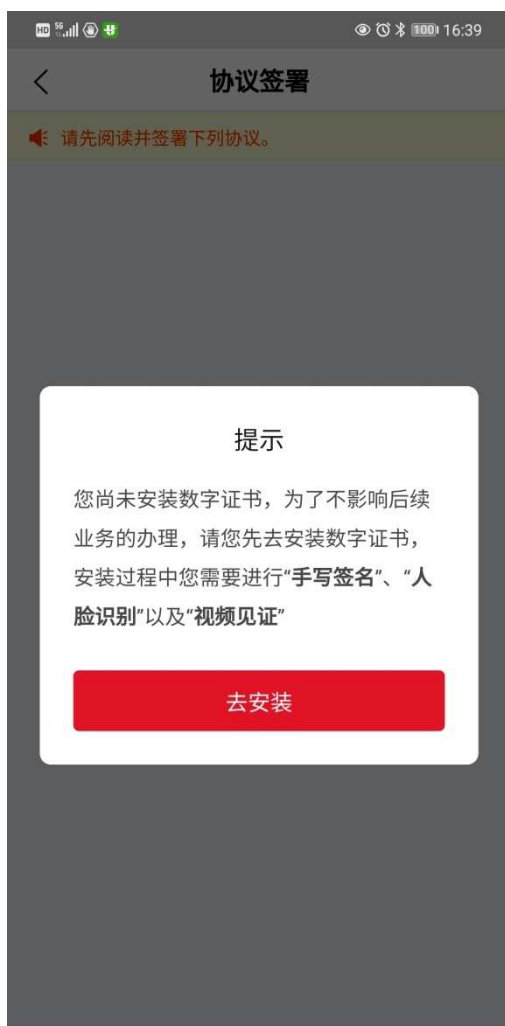 HD 5G 100 16:39
协议签署
请先阅读并签署下列协议。
提示
您尚未安装数字证书，为了不影响后续
业务的办理，请您先去安装数字证书，
安装过程中您需要进行“手写签名”、“人
脸识别”以及“视频见证”
去安装